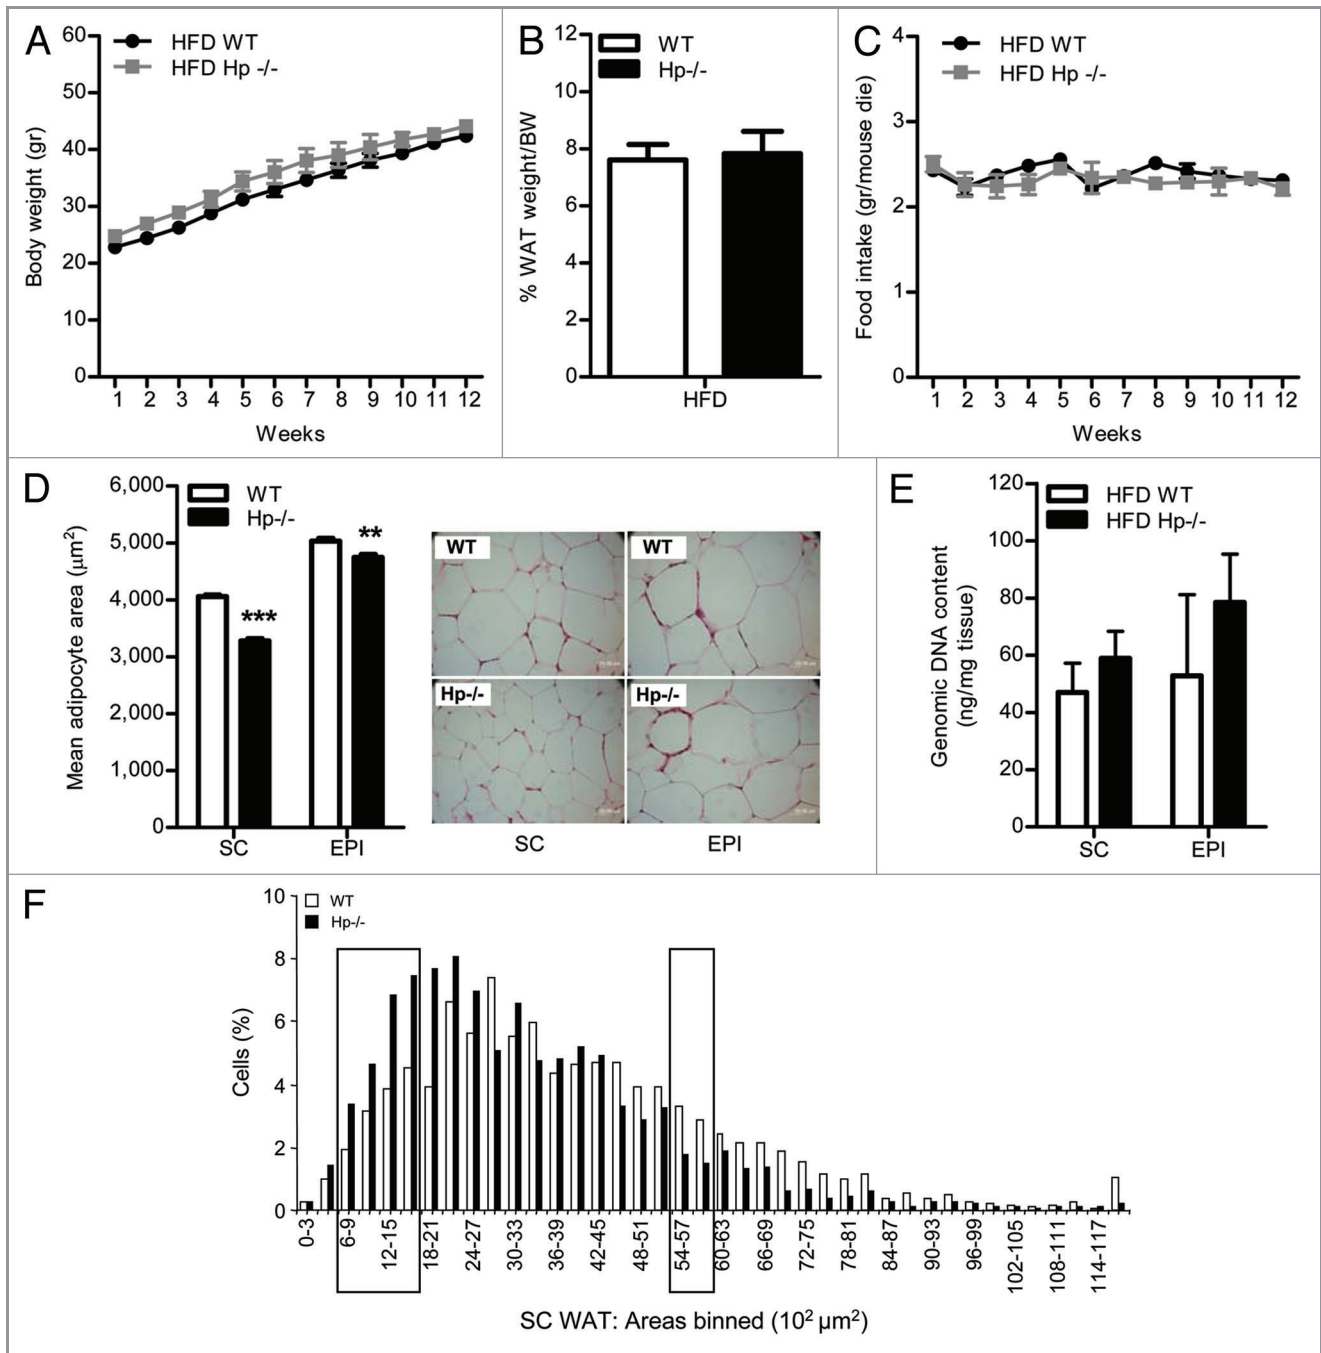 A
60
50
40
30
20
10
0
HFD WT
HFD Hp -/-
Body weight (gr)
1 2 3 4 5 6 7 8 9 10 11 12
Weeks
B
12
10
8
6
4
2
0
WT
Hp-/-
% WAT weight/BW
HFD
C
4
3
2
1
0
HFD WT
HFD Hp -/-
Food intake (gr/mouse die)
1 2 3 4 5 6 7 8 9 10 11 12
Weeks
D
6,000
5,000
4,000
3,000
2,000
1,000
0
WT
Hp-/-
Mean adipocyte area (µm²)
***
**
SC EPI
WT WT
Hp-/- Hp-/-
SC EPI
E
120
100
80
60
40
20
0
HFD WT
HFD Hp-/-
Genomic DNA content
(ng/mg tissue)
SC EPI
F
10
8
6
4
2
0
WT
Hp-/-
Cells (%)
0-3 6-9 12-15 18-21 24-27 30-33 36-39 42-45 48-51 54-57 60-63 66-69 72-75 78-81 84-87 90-93 96-99 102-105 108-111 114-117
SC WAT: Areas binned (10² µm²)